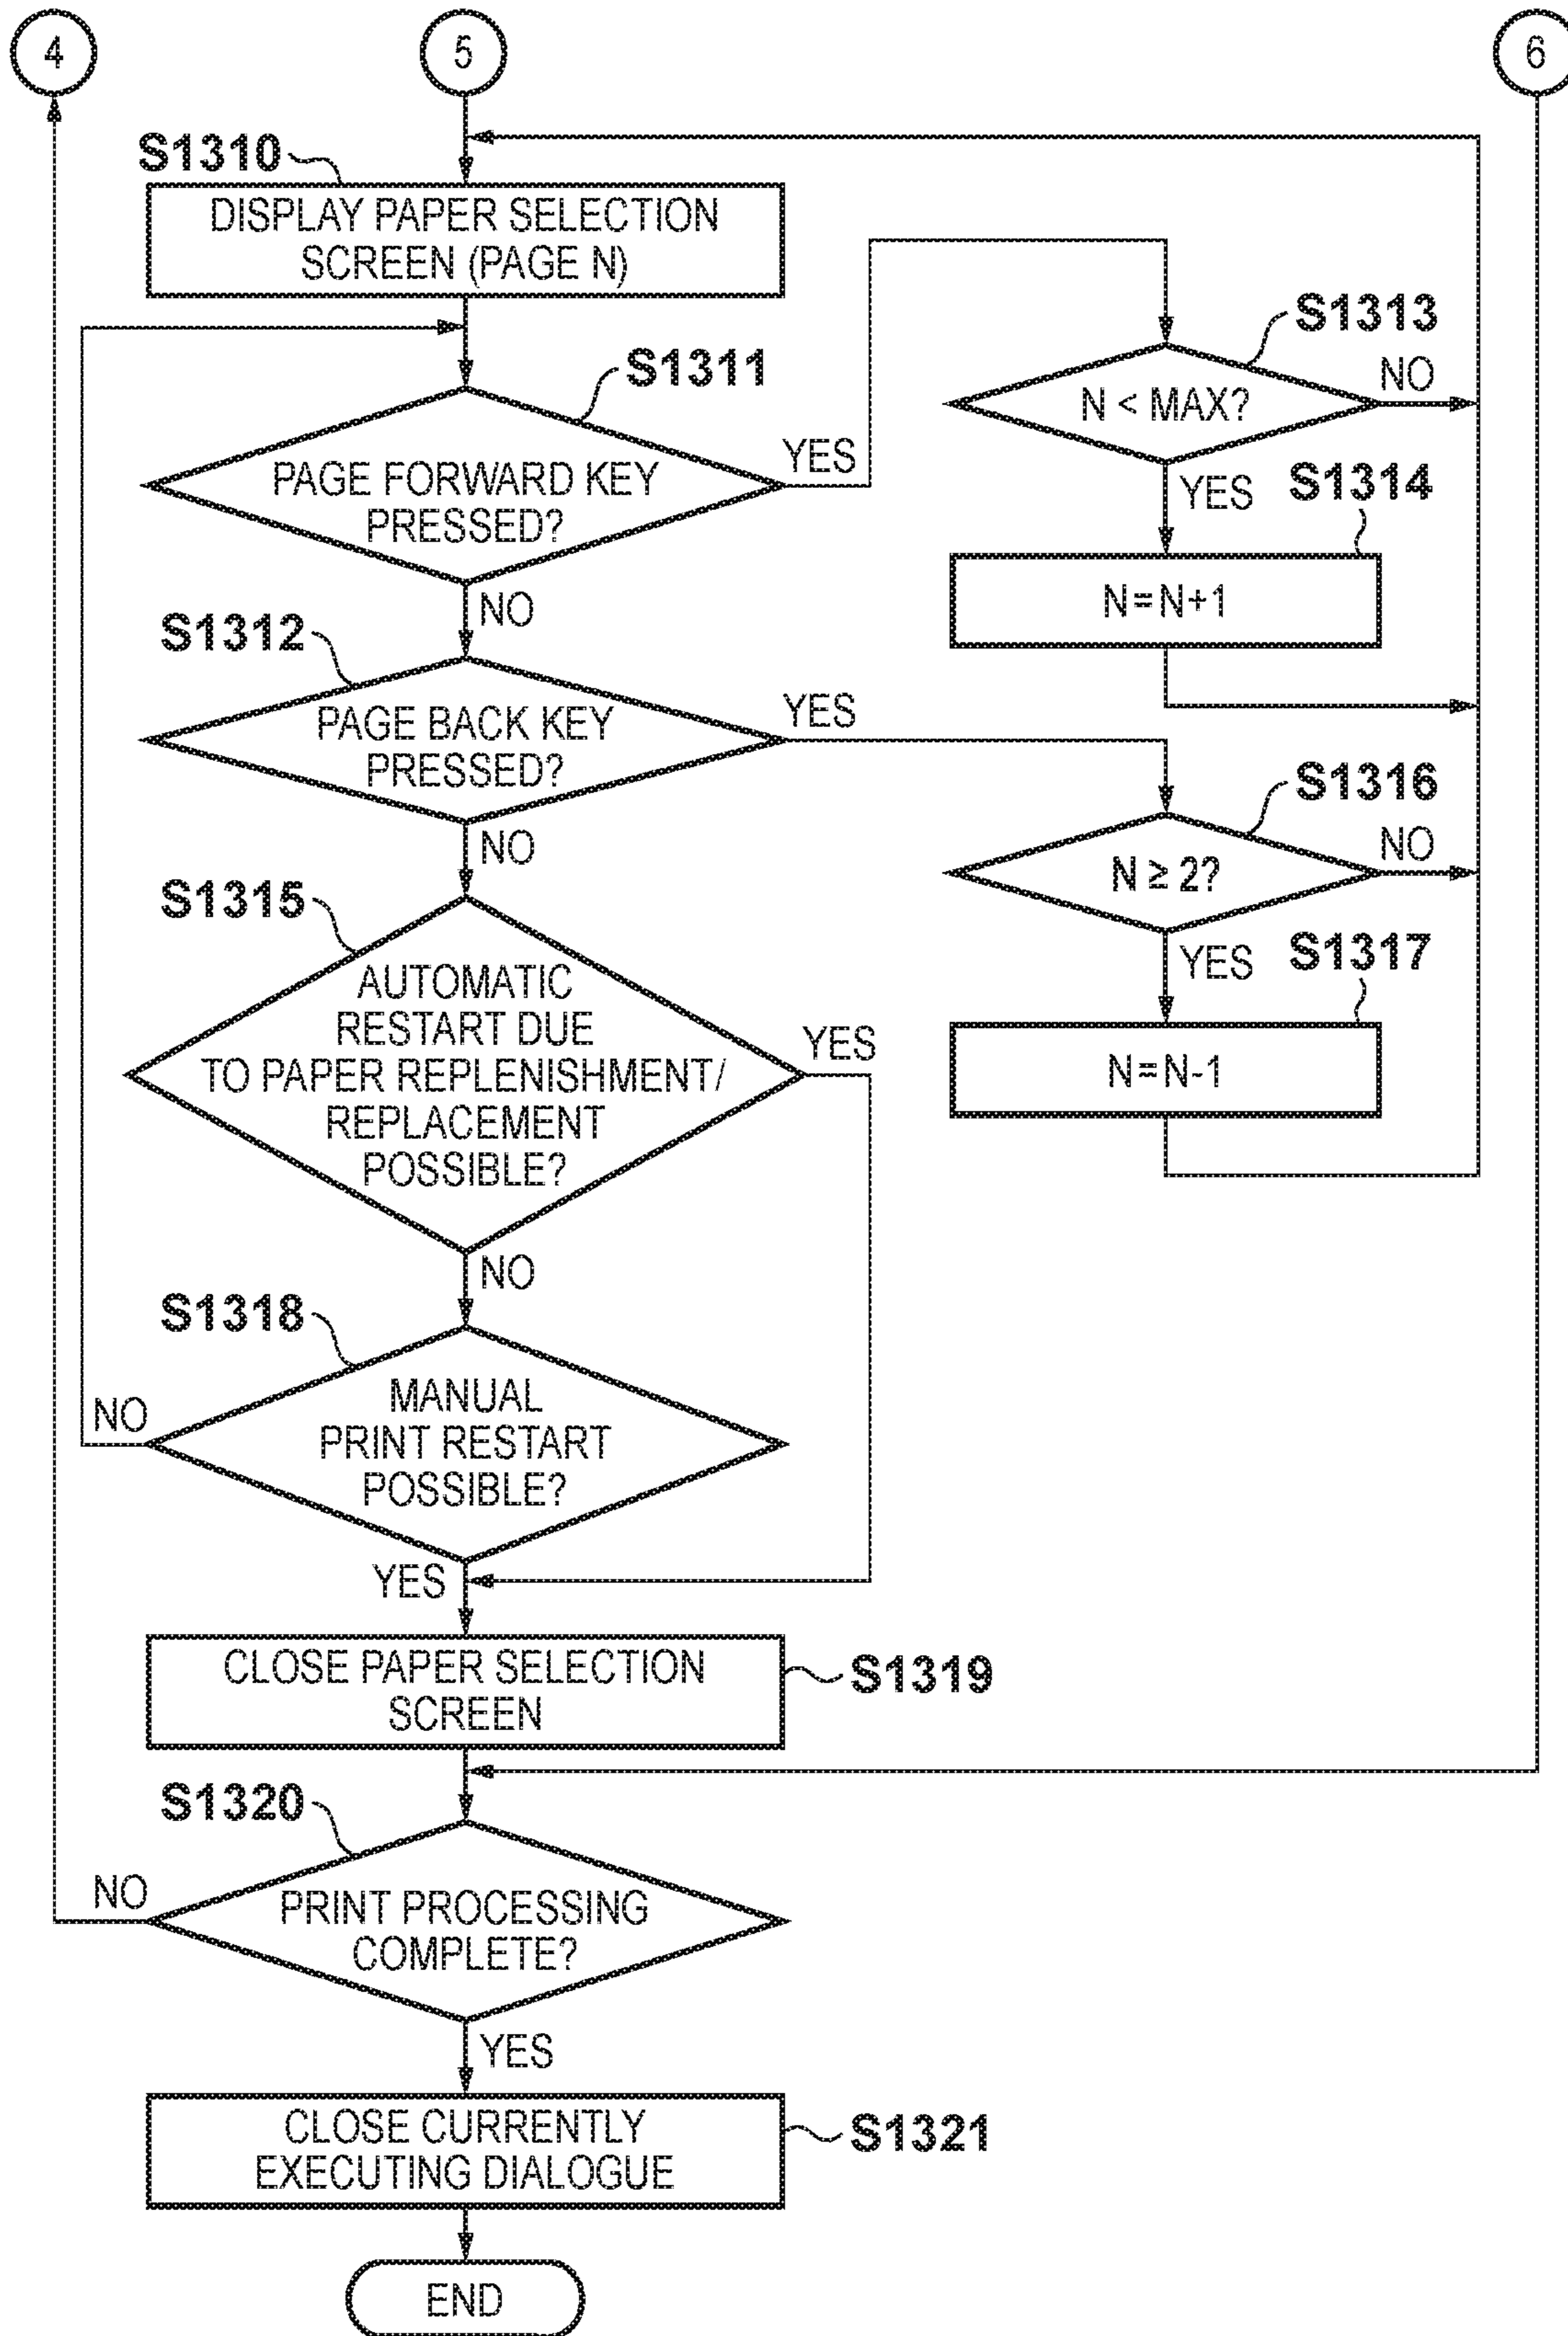 4
5
6
S1310
DISPLAY PAPER SELECTION
SCREEN (PAGE N)
S1311
PAGE FORWARD KEY
PRESSED?
YES
NO
S1313
N < MAX?
NO
YES
S1314
N=N+1
S1312
PAGE BACK KEY
PRESSED?
YES
NO
S1316
N ≥ 2?
NO
YES
S1317
N=N-1
S1315
AUTOMATIC
RESTART DUE
TO PAPER REPLENISHMENT/
REPLACEMENT
POSSIBLE?
YES
NO
S1318
MANUAL
PRINT RESTART
POSSIBLE?
NO
YES
CLOSE PAPER SELECTION
SCREEN
S1319
S1320
PRINT PROCESSING
COMPLETE?
NO
YES
CLOSE CURRENTLY
EXECUTING DIALOGUE
S1321
END